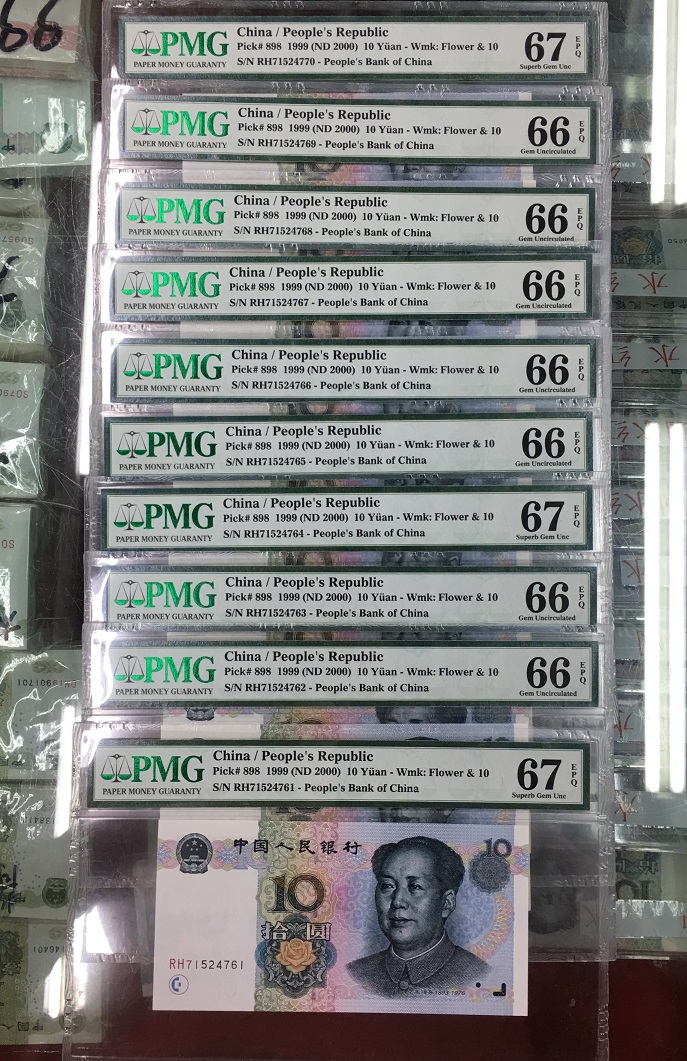 66
PMG
PAPER MONEY GUARANTY
China / People's Republic
Pick# 898 1999 (ND 2000) 10 Yüan - Wmk: Flower & 10
S/N RH71524770 - People's Bank of China
67 EPQ
Superb Gem Unc
PMG
PAPER MONEY GUARANTY
China / People's Republic
Pick# 898 1999 (ND 2000) 10 Yüan - Wmk: Flower & 10
S/N RH71524769 - People's Bank of China
66 EPQ
Gem Uncirculated
PMG
PAPER MONEY GUARANTY
China / People's Republic
Pick# 898 1999 (ND 2000) 10 Yüan - Wmk: Flower & 10
S/N RH71524768 - People's Bank of China
66 EPQ
Gem Uncirculated
PMG
PAPER MONEY GUARANTY
China / People's Republic
Pick# 898 1999 (ND 2000) 10 Yüan - Wmk: Flower & 10
S/N RH71524767 - People's Bank of China
66 EPQ
Gem Uncirculated
PMG
PAPER MONEY GUARANTY
China / People's Republic
Pick# 898 1999 (ND 2000) 10 Yüan - Wmk: Flower & 10
S/N RH71524766 - People's Bank of China
66 EPQ
Gem Uncirculated
PMG
PAPER MONEY GUARANTY
China / People's Republic
Pick# 898 1999 (ND 2000) 10 Yüan - Wmk: Flower & 10
S/N RH71524765 - People's Bank of China
66 EPQ
Gem Uncirculated
PMG
PAPER MONEY GUARANTY
China / People's Republic
Pick# 898 1999 (ND 2000) 10 Yüan - Wmk: Flower & 10
S/N RH71524764 - People's Bank of China
67 EPQ
Superb Gem Unc
PMG
PAPER MONEY GUARANTY
China / People's Republic
Pick# 898 1999 (ND 2000) 10 Yüan - Wmk: Flower & 10
S/N RH71524763 - People's Bank of China
66 EPQ
Gem Uncirculated
PMG
PAPER MONEY GUARANTY
China / People's Republic
Pick# 898 1999 (ND 2000) 10 Yüan - Wmk: Flower & 10
S/N RH71524762 - People's Bank of China
66 EPQ
Gem Uncirculated
PMG
PAPER MONEY GUARANTY
China / People's Republic
Pick# 898 1999 (ND 2000) 10 Yüan - Wmk: Flower & 10
S/N RH71524761 - People's Bank of China
67 EPQ
Superb Gem Unc
中国人民银行
10
10
拾圆
RH71524761